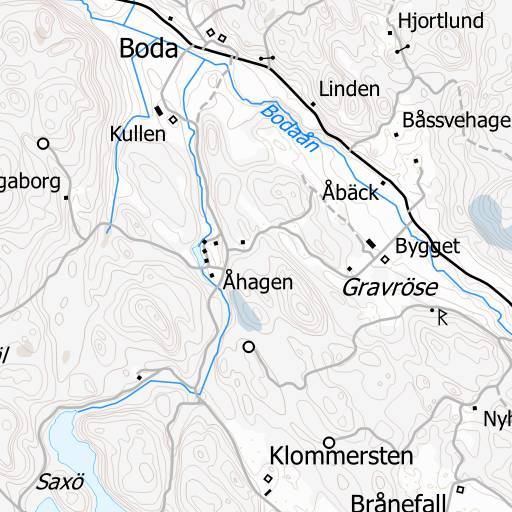 Hjortlund
Boda
Linden
Bodaån
Kullen
Båssvehage
gaborg
Åbäck
Bygget
Åhagen
Gravröse
Nyh
Klommersten
Saxö
Brånefall